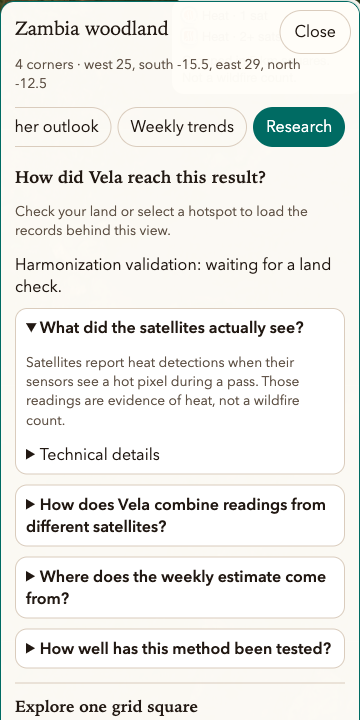 Zambia woodland
Close
4 corners · west 25, south -15.5, east 29, north
-12.5
her outlook
Weekly trends
Research
How did Vela reach this result?
Check your land or select a hotspot to load the
records behind this view.
Harmonization validation: waiting for a land
check.
▼What did the satellites actually see?
Satellites report heat detections when their
sensors see a hot pixel during a pass. Those
readings are evidence of heat, not a wildfire
count.
▶ Technical details
▶ How does Vela combine readings from
different satellites?
▶ Where does the weekly estimate come
from?
▶ How well has this method been tested?
Explore one grid square